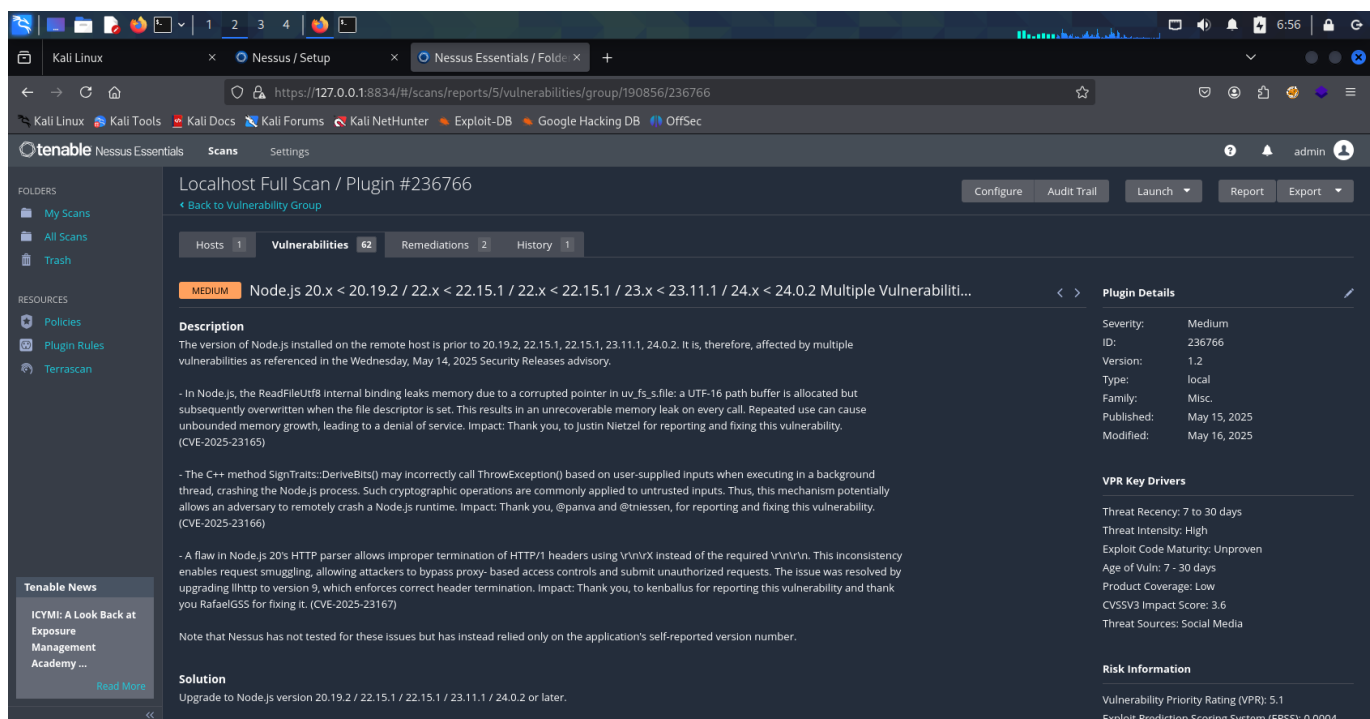 1 2 3 4 6:56
Kali Linux × Nessus / Setup × Nessus Essentials / Folde × +
https://127.0.0.1:8834/#/scans/reports/5/vulnerabilities/group/190856/236766
Kali Linux Kali Tools Kali Docs Kali Forums Kali NetHunter Exploit-DB Google Hacking DB OffSec
tenable Nessus Essentials Scans Settings admin
FOLDERS
My Scans
All Scans
Trash
RESOURCES
Policies
Plugin Rules
Terrascan
Tenable News
ICYMI: A Look Back at
Exposure
Management
Academy ...
Read More
Localhost Full Scan / Plugin #236766
Back to Vulnerability Group
Configure Audit Trail Launch Report Export
Hosts 1 Vulnerabilities 62 Remediations 2 History 1
MEDIUM Node.js 20.x < 20.19.2 / 22.x < 22.15.1 / 22.x < 22.15.1 / 23.x < 23.11.1 / 24.x < 24.0.2 Multiple Vulnerabiliti...
Description
The version of Node.js installed on the remote host is prior to 20.19.2, 22.15.1, 22.15.1, 23.11.1, 24.0.2. It is, therefore, affected by multiple
vulnerabilities as referenced in the Wednesday, May 14, 2025 Security Releases advisory.
- In Node.js, the ReadFileUtf8 internal binding leaks memory due to a corrupted pointer in uv_fs_s.file: a UTF-16 path buffer is allocated but
subsequently overwritten when the file descriptor is set. This results in an unrecoverable memory leak on every call. Repeated use can cause
unbounded memory growth, leading to a denial of service. Impact: Thank you, to Justin Nietzel for reporting and fixing this vulnerability.
(CVE-2025-23165)
- The C++ method SignTraits::DeriveBits() may incorrectly call ThrowException() based on user-supplied inputs when executing in a background
thread, crashing the Node.js process. Such cryptographic operations are commonly applied to untrusted inputs. Thus, this mechanism potentially
allows an adversary to remotely crash a Node.js runtime. Impact: Thank you, @panva and @tniessen, for reporting and fixing this vulnerability.
(CVE-2025-23166)
- A flaw in Node.js 20's HTTP parser allows improper termination of HTTP/1 headers using \r\n\rX instead of the required \r\n\r\n. This inconsistency
enables request smuggling, allowing attackers to bypass proxy- based access controls and submit unauthorized requests. The issue was resolved by
upgrading llhttp to version 9, which enforces correct header termination. Impact: Thank you, to kenballus for reporting this vulnerability and thank
you RafaelGSS for fixing it. (CVE-2025-23167)
Note that Nessus has not tested for these issues but has instead relied only on the application's self-reported version number.
Solution
Upgrade to Node.js version 20.19.2 / 22.15.1 / 22.15.1 / 23.11.1 / 24.0.2 or later.
Plugin Details
Severity: Medium
ID: 236766
Version: 1.2
Type: local
Family: Misc.
Published: May 15, 2025
Modified: May 16, 2025
VPR Key Drivers
Threat Recency: 7 to 30 days
Threat Intensity: High
Exploit Code Maturity: Unproven
Age of Vuln: 7 - 30 days
Product Coverage: Low
CVSSV3 Impact Score: 3.6
Threat Sources: Social Media
Risk Information
Vulnerability Priority Rating (VPR): 5.1
Exploit Prediction Scoring System (EPSS): 0.0004